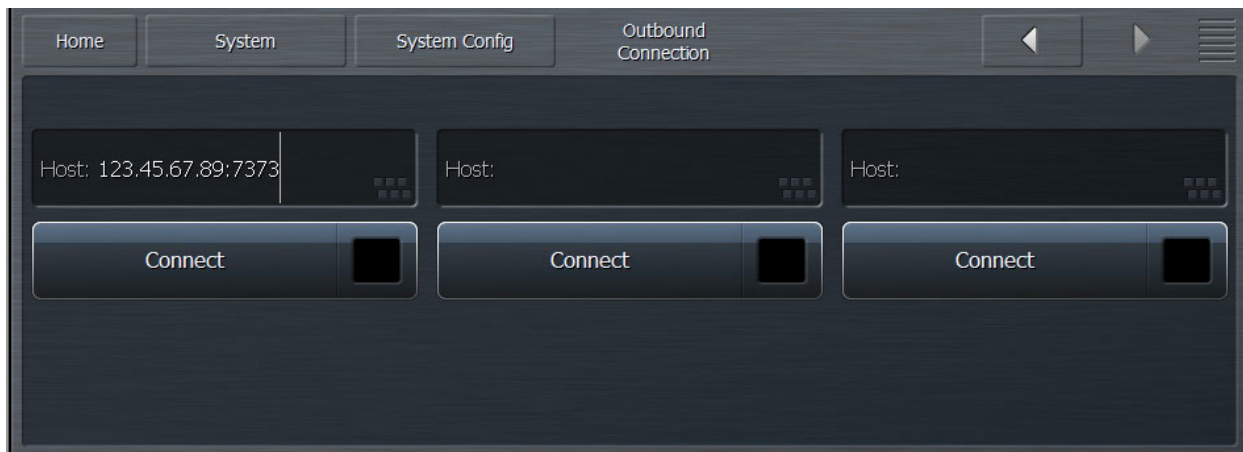 Home
System
System Config
Outbound
Connection
Host: 123.45.67.89:7373
Host:
Host:
Connect
Connect
Connect